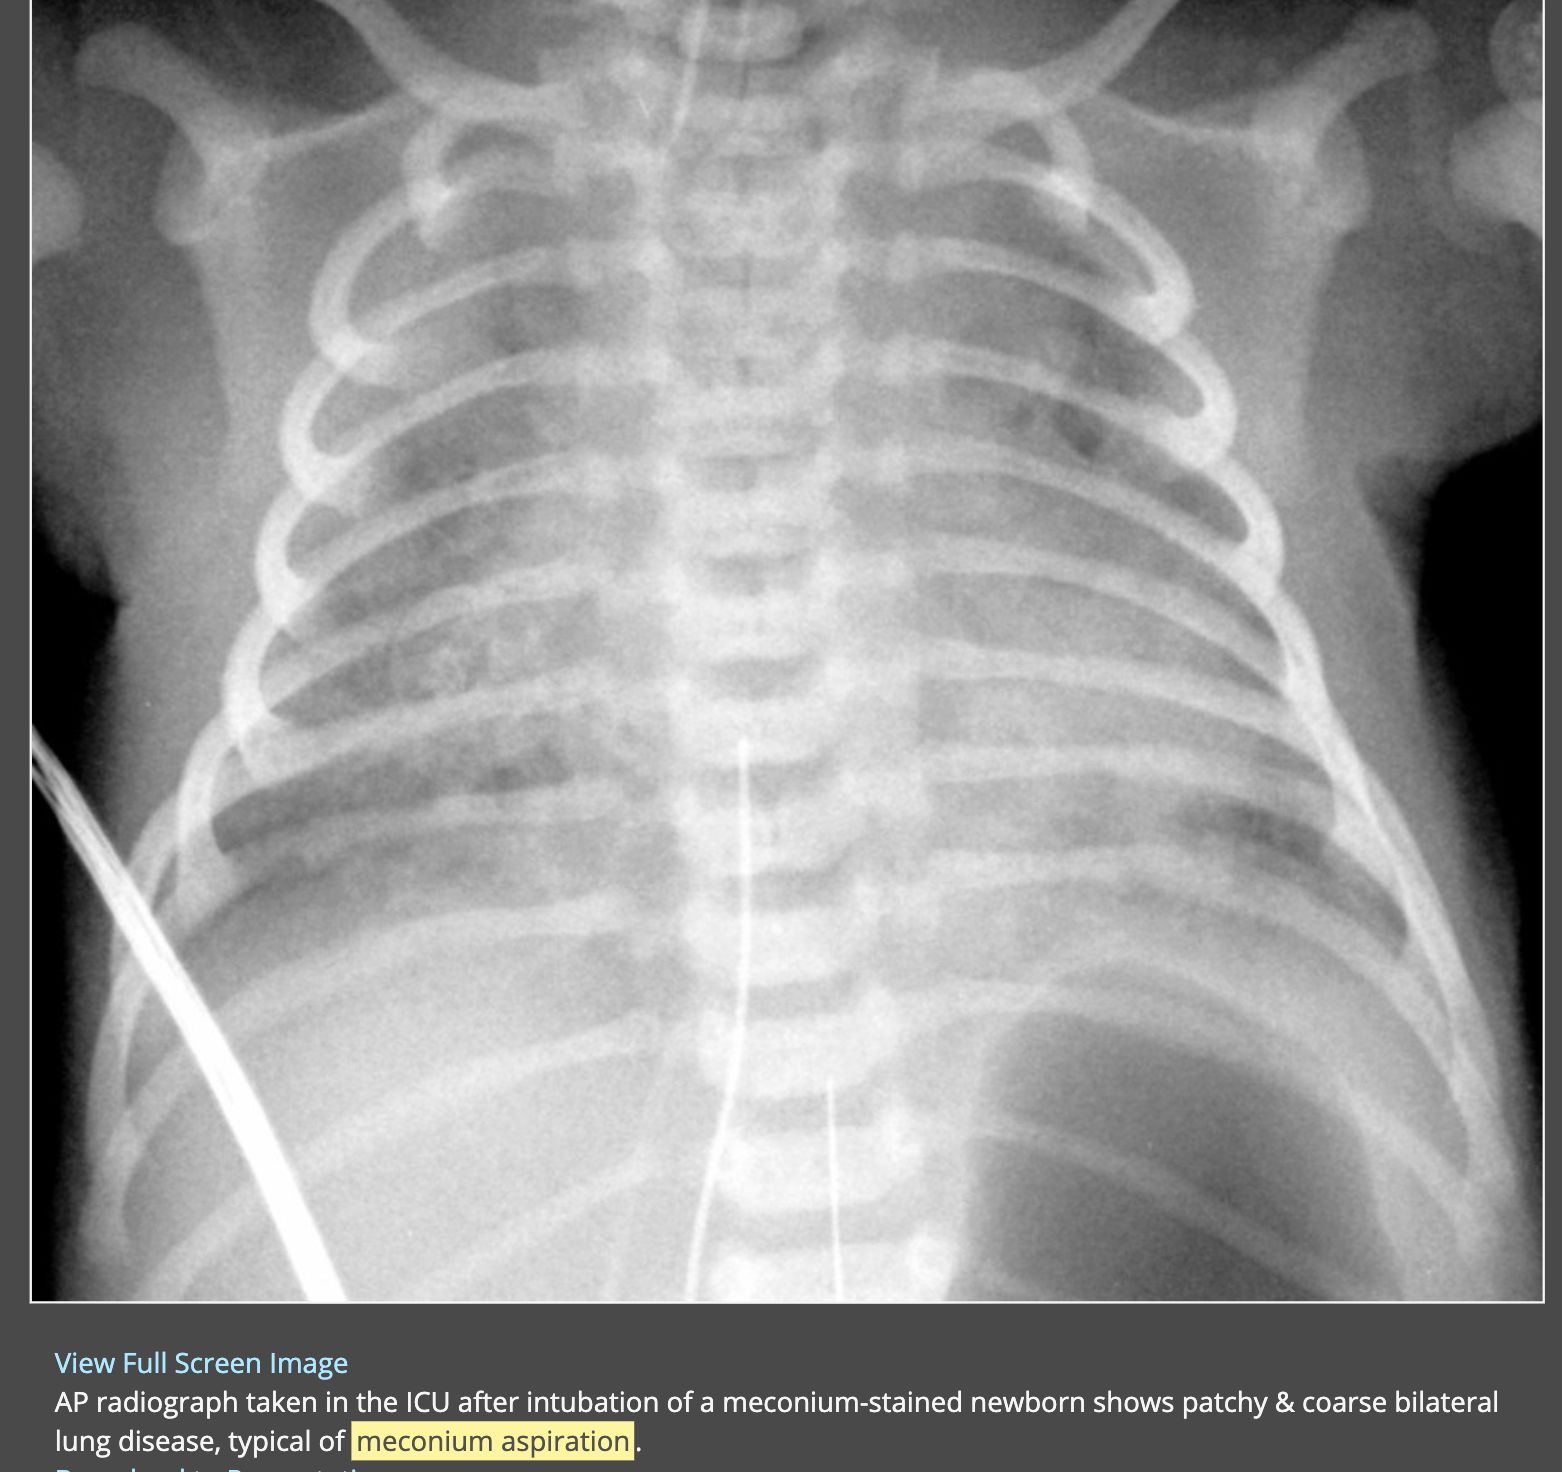 View Full Screen Image
AP radiograph taken in the ICU after intubation of a meconium-stained newborn shows patchy & coarse bilateral
lung disease, typical of meconium aspiration.